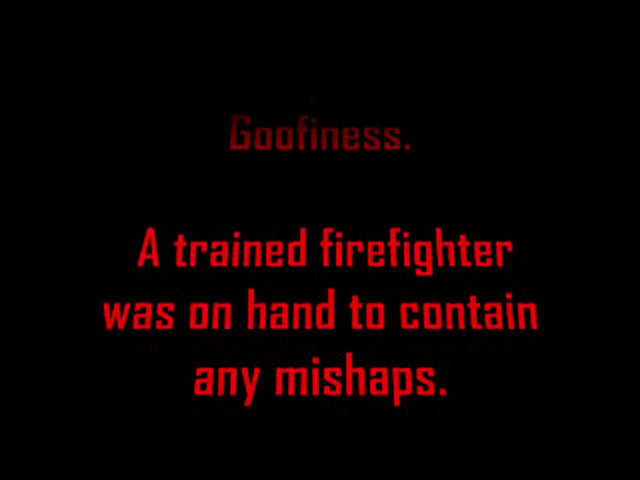 Goofiness.
A trained firefighter
was on hand to contain
any mishaps.